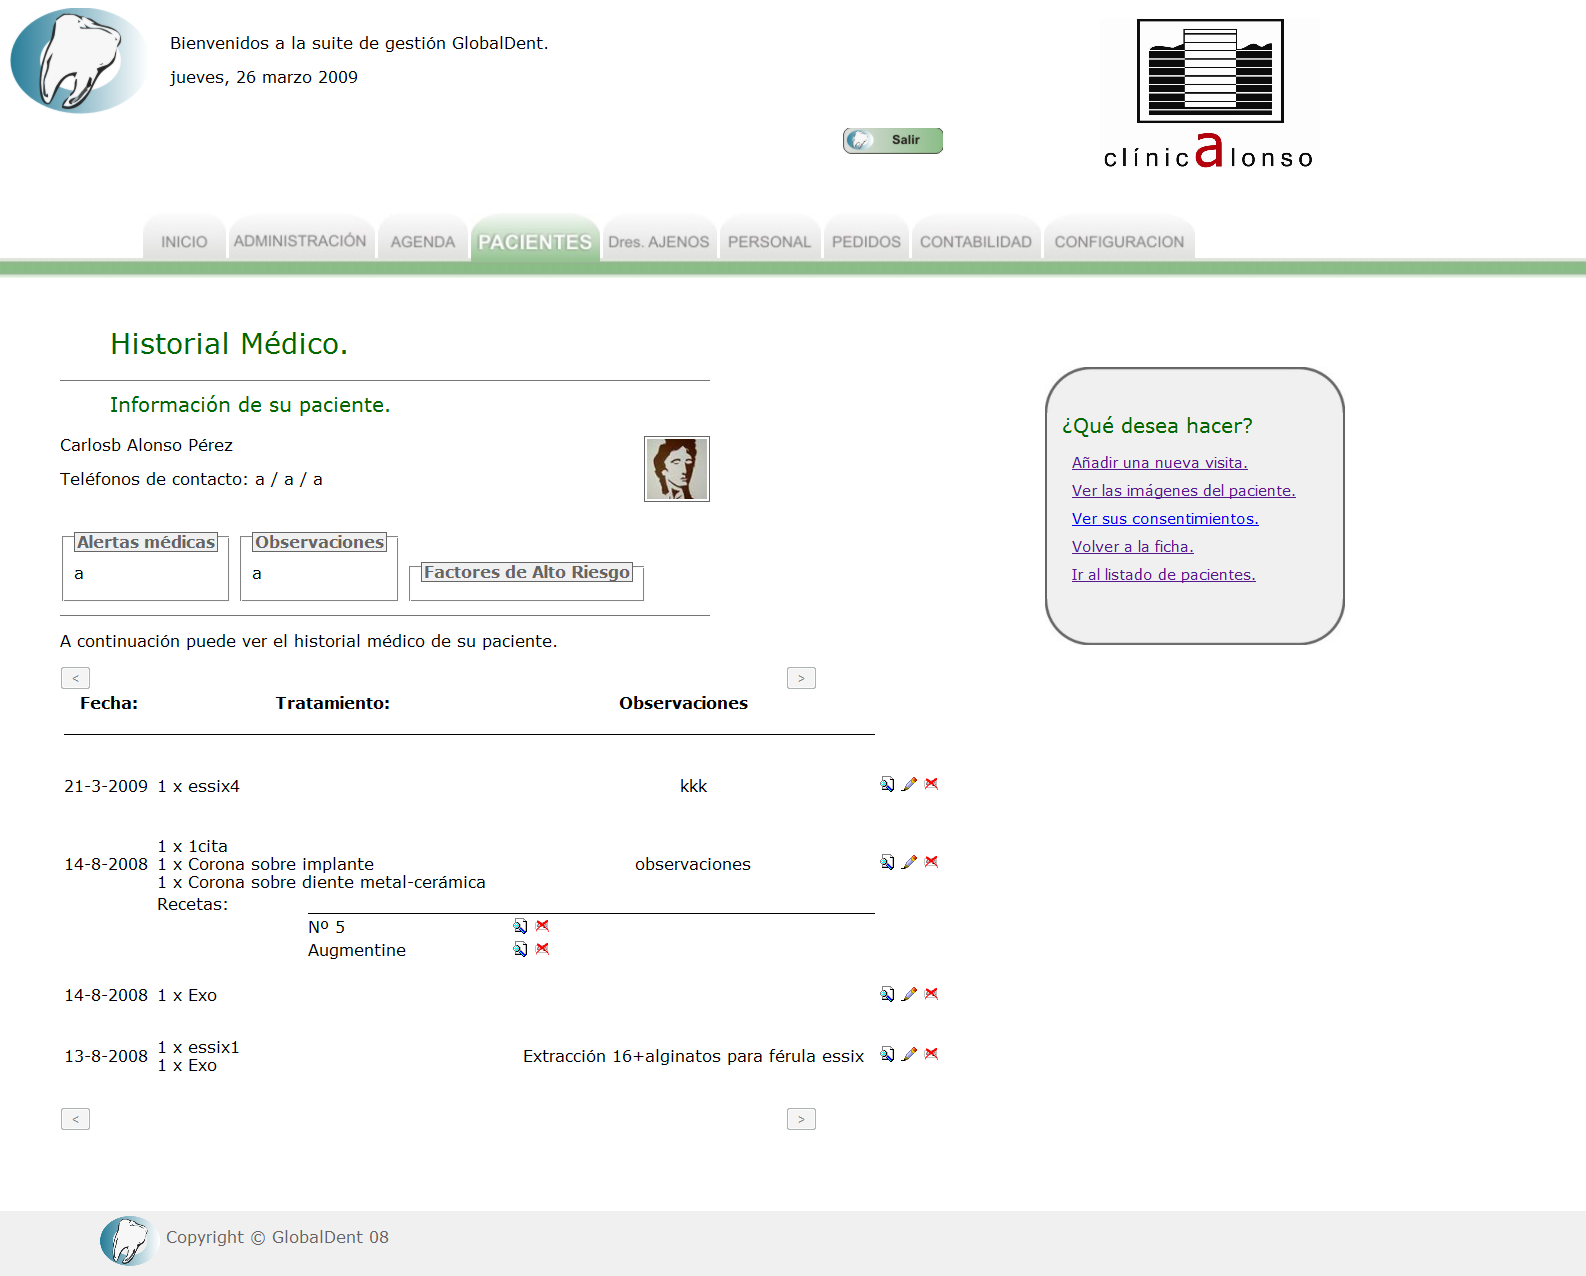 Bienvenidos a la suite de gestión GlobalDent.
jueves, 26 marzo 2009
Salir
clínicAlonso
INICIO ADMINISTRACIÓN AGENDA PACIENTES Dres. AJENOS PERSONAL PEDIDOS CONTABILIDAD CONFIGURACION
Historial Médico.
Información de su paciente.
Carlosb Alonso Pérez
Teléfonos de contacto: a / a / a
Alertas médicas
a
Observaciones
a
Factores de Alto Riesgo
¿Qué desea hacer?
Añadir una nueva visita.
Ver las imágenes del paciente.
Ver sus consentimientos.
Volver a la ficha.
Ir al listado de pacientes.
A continuación puede ver el historial médico de su paciente.
< >
Fecha: Tratamiento: Observaciones
21-3-2009 1 x essix4 kkk
1 x 1cita
14-8-2008 1 x Corona sobre implante observaciones
1 x Corona sobre diente metal-cerámica
Recetas:
Nº 5
Augmentine
14-8-2008 1 x Exo
1 x essix1
13-8-2008 Extracción 16+alginatos para férula essix
1 x Exo
< >
Copyright © GlobalDent 08